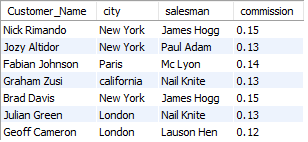 Customer_Name city salesman commission
Nick Rimando New York James Hogg 0.15
Jozy Altidor New York Paul Adam 0.13
Fabian Johnson Paris Mc Lyon 0.14
Graham Zusi california Nail Knite 0.13
Brad Davis New York James Hogg 0.15
Julian Green London Nail Knite 0.13
Geoff Cameron London Lauson Hen 0.12